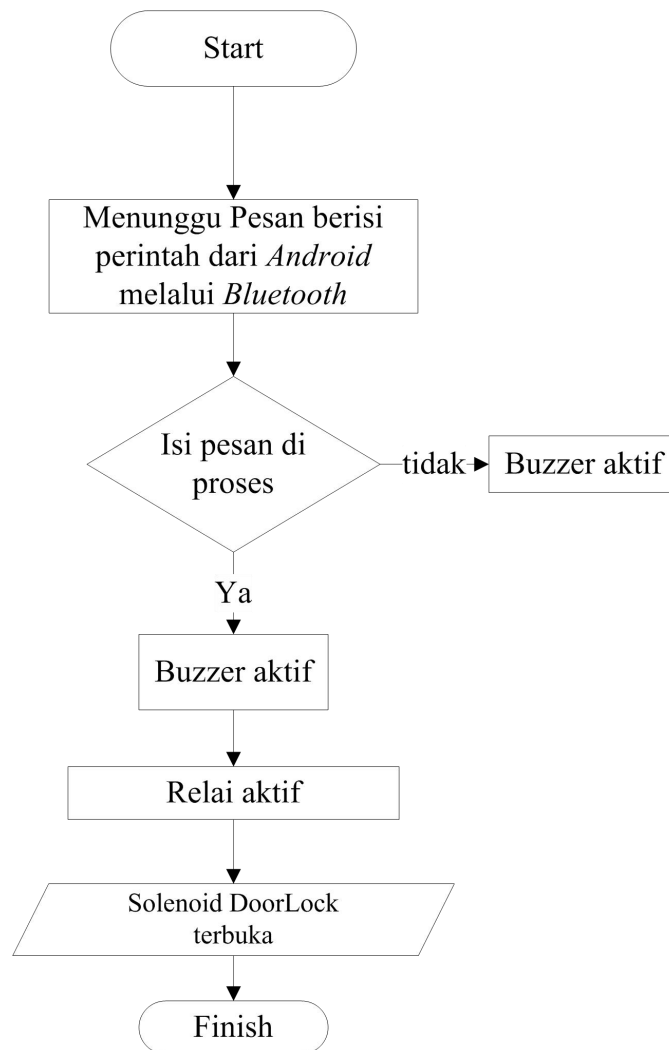 Start
Menunggu Pesan berisi
perintah dari Android
melalui Bluetooth
Isi pesan di
proses
tidak
Buzzer aktif
Ya
Buzzer aktif
Relai aktif
Solenoid DoorLock
terbuka
Finish